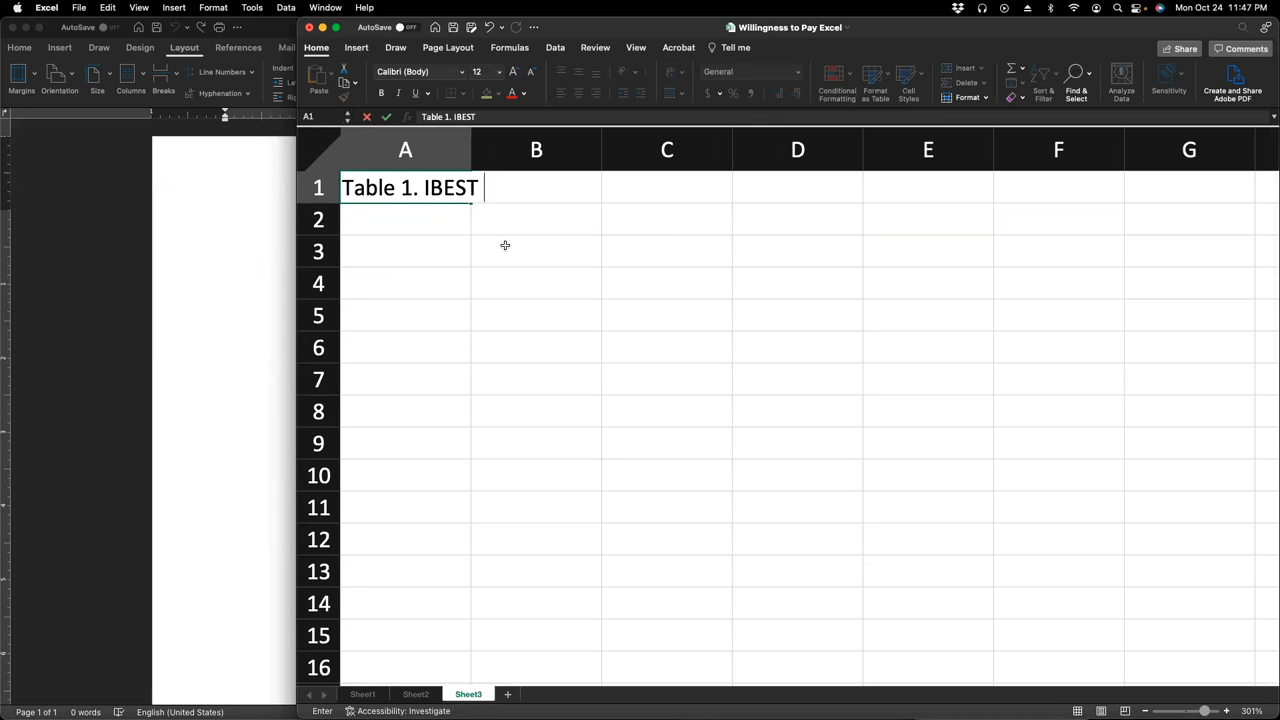 Excel File Edit View Insert Format Tools Data Window Help Mon Oct 24 11:47 PM
AutoSave OFF
Home Insert Draw Design Layout References Mail
Margins Orientation Size Columns Breaks Line Numbers Hyphenation Indent
AutoSave OFF Willingness to Pay Excel
Home Insert Draw Page Layout Formulas Data Review View Acrobat Tell me Share Comments
Paste Calibri (Body) 12 General Conditional Formatting Format as Table Cell Styles Insert Delete Format Sort & Filter Find & Select Analyze Data Sensitivity Create and Share Adobe PDF
A1 fx Table 1. IBEST
A B C D E F G
1 Table 1. IBEST
2
3
4
5
6
7
8
9
10
11
12
13
14
15
16
Sheet1 Sheet2 Sheet3
Page 1 of 1 0 words English (United States)
Enter Accessibility: Investigate 301%